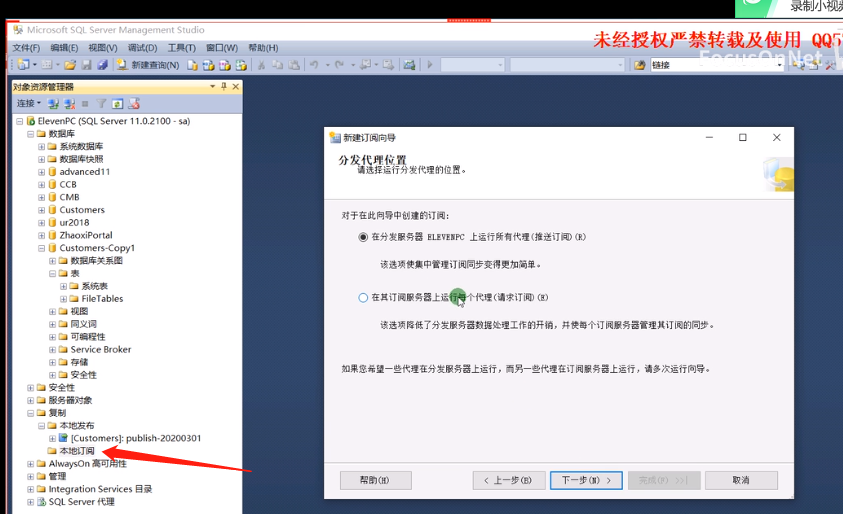 录制小视频
Microsoft SQL Server Management Studio
未经授权严禁转载及使用 QQ5
文件(F) 编辑(E) 视图(V) 调试(D) 工具(T) 窗口(W) 帮助(H)
FocusOnNet
新建查询(N)
链接
对象资源管理器
连接
ElevenPC (SQL Server 11.0.2100 - sa)
数据库
系统数据库
数据库快照
advanced11
CCB
CMB
Customers
ur2018
ZhaoxiPortal
Customers-Copy1
数据库关系图
表
系统表
FileTables
视图
同义词
可编程性
Service Broker
存储
安全性
安全性
服务器对象
复制
本地发布
[Customers]: publish-20200301
本地订阅
AlwaysOn 高可用性
管理
Integration Services 目录
SQL Server 代理
新建订阅向导
分发代理位置
请选择运行分发代理的位置。
对于在此向导中创建的订阅:
在分发服务器 ELEVENPC 上运行所有代理(推送订阅)(R)
该选项使集中管理订阅同步变得更加简单。
在其订阅服务器上运行每个代理(请求订阅)(E)
该选项降低了分发服务器数据处理工作的开销，并使每个订阅服务器管理其订阅的同步。
如果您希望一些代理在分发服务器上运行，而另一些代理在订阅服务器上运行，请多次运行向导。
帮助(H)
< 上一步(B)
下一步(N) >
完成(F) >>|
取消